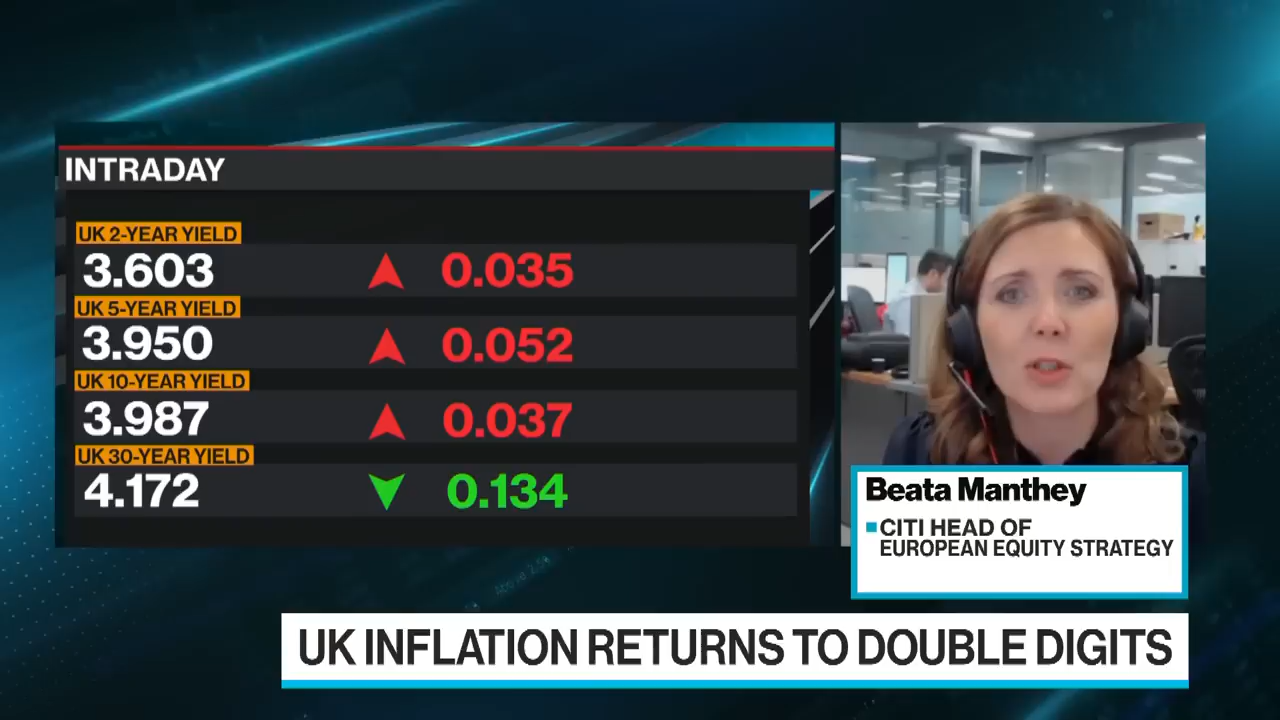 INTRADAY
UK 2-YEAR YIELD
3.603 0.035
UK 5-YEAR YIELD
3.950 0.052
UK 10-YEAR YIELD
3.987 0.037
UK 30-YEAR YIELD
4.172 0.134
Beata Manthey
CITI HEAD OF
EUROPEAN EQUITY STRATEGY
UK INFLATION RETURNS TO DOUBLE DIGITS